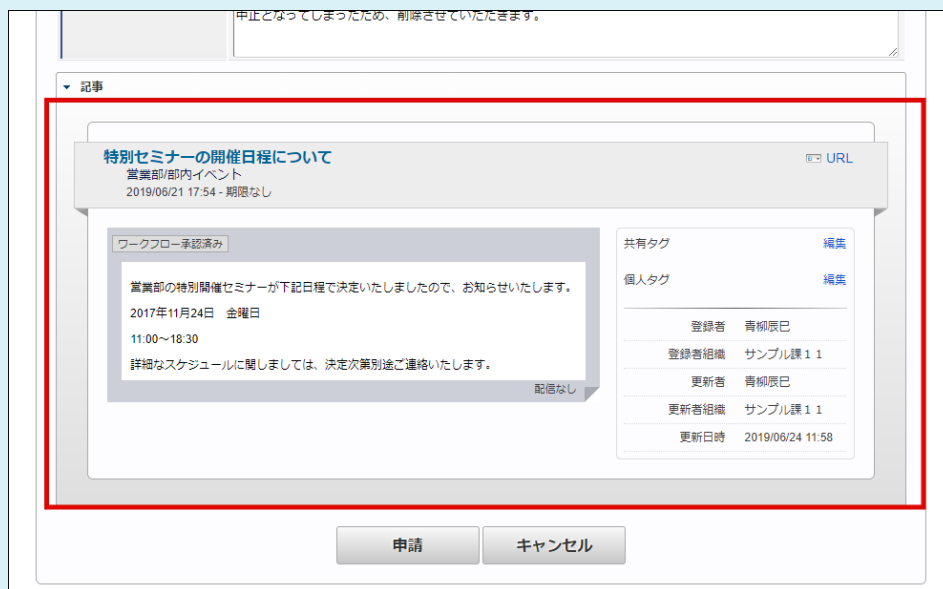 中止となってしまったため、削除させていただきます。
記事
特別セミナーの開催日程について
URL
営業部/部内イベント
2019/06/21 17:54 - 期限なし
ワークフロー承認済み
営業部の特別開催セミナーが下記日程で決定いたしましたので、お知らせいたします。
2017年11月24日　金曜日
11:00～18:30
詳細なスケジュールに関しましては、決定次第別途ご連絡いたします。
配信なし
共有タグ 編集
個人タグ 編集
登録者 青柳辰巳
登録者組織 サンプル課１１
更新者 青柳辰巳
更新者組織 サンプル課１１
更新日時 2019/06/24 11:58
申請 キャンセル